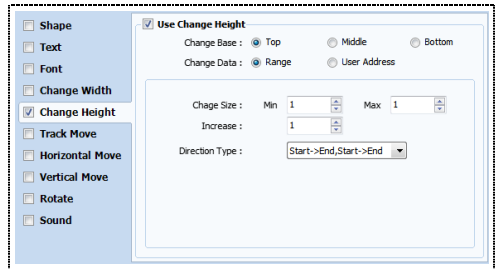 Shape
Text
Font
Change Width
Change Height
Track Move
Horizontal Move
Vertical Move
Rotate
Sound
Use Change Height
Change Base : Top Middle Bottom
Change Data : Range User Address
Chage Size : Min 1 Max 1
Increase : 1
Direction Type : Start->End,Start->End